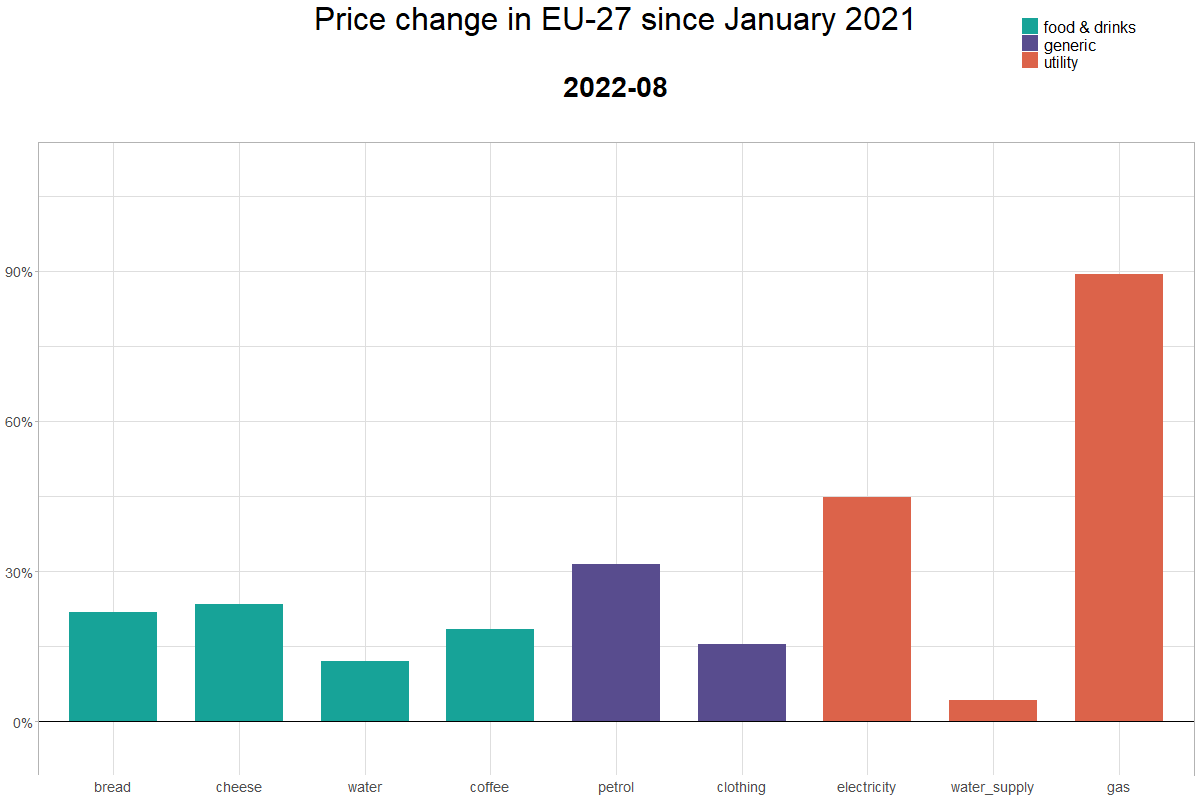 Price change in EU-27 since January 2021
food & drinks
generic
utility
2022-08
90%
60%
30%
0%
bread cheese water coffee petrol clothing electricity water_supply gas